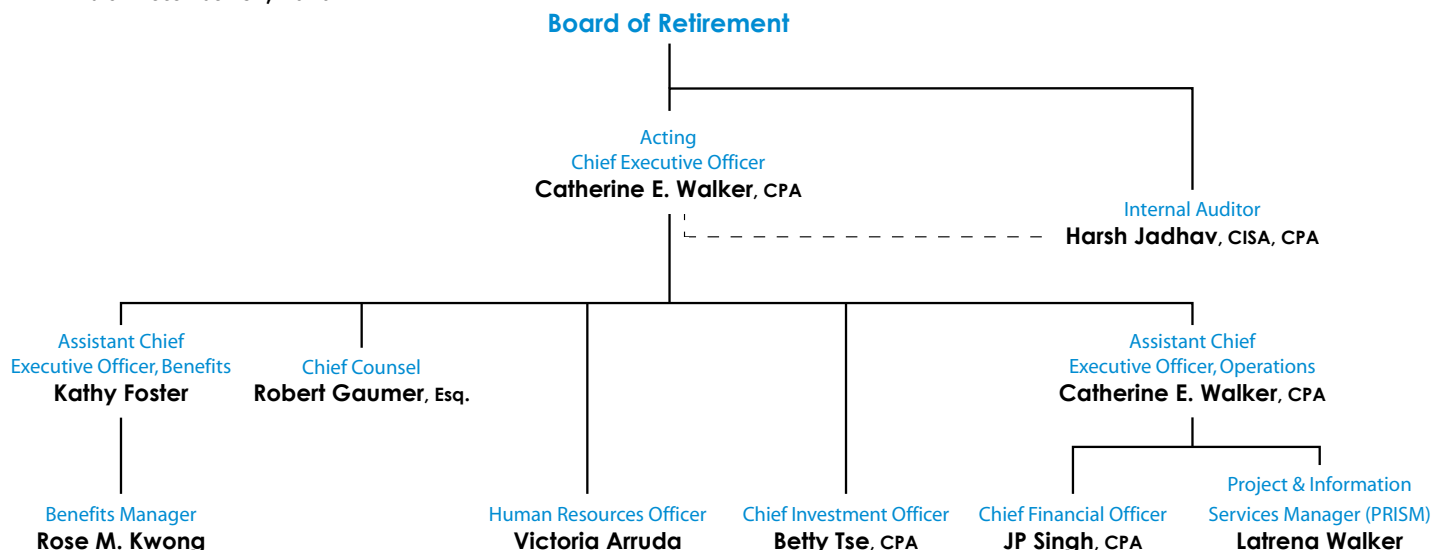 Board of Retirement
Acting
Chief Executive Officer
Catherine E. Walker, CPA
Internal Auditor
Harsh Jadhav, CISA, CPA
Assistant Chief
Executive Officer, Benefits
Kathy Foster
Chief Counsel
Robert Gaumer, Esq.
Assistant Chief
Executive Officer, Operations
Catherine E. Walker, CPA
Benefits Manager
Rose M. Kwong
Human Resources Officer
Victoria Arruda
Chief Investment Officer
Betty Tse, CPA
Chief Financial Officer
JP Singh, CPA
Project & Information
Services Manager (PRISM)
Latrena Walker